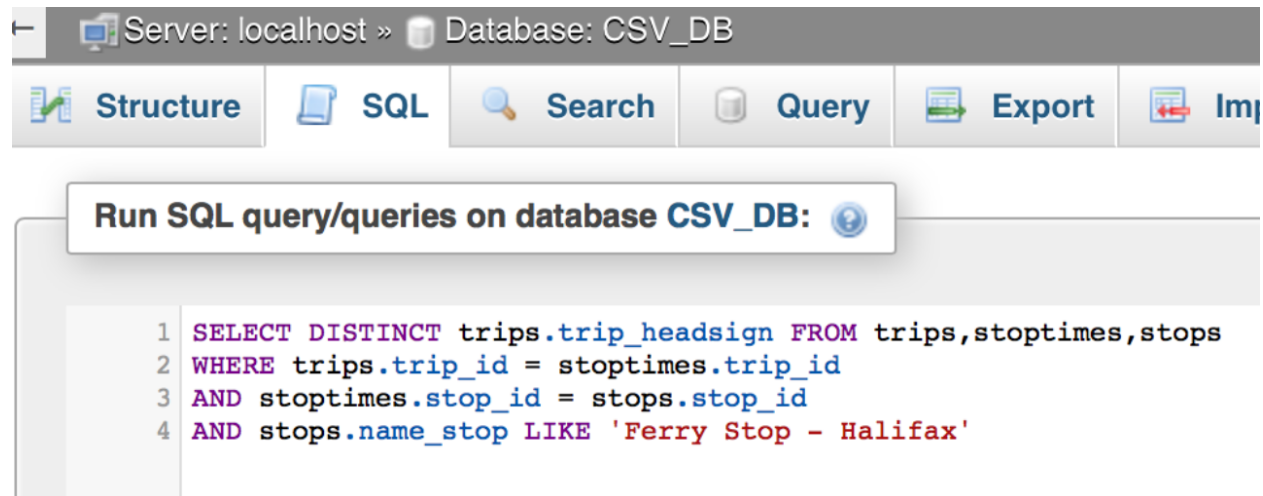 Server: localhost » Database: CSV_DB
Structure SQL Search Query Export
Run SQL query/queries on database CSV_DB:
1 SELECT DISTINCT trips.trip_headsign FROM trips,stoptimes,stops
2 WHERE trips.trip_id = stoptimes.trip_id
3 AND stoptimes.stop_id = stops.stop_id
4 AND stops.name_stop LIKE 'Ferry Stop - Halifax'